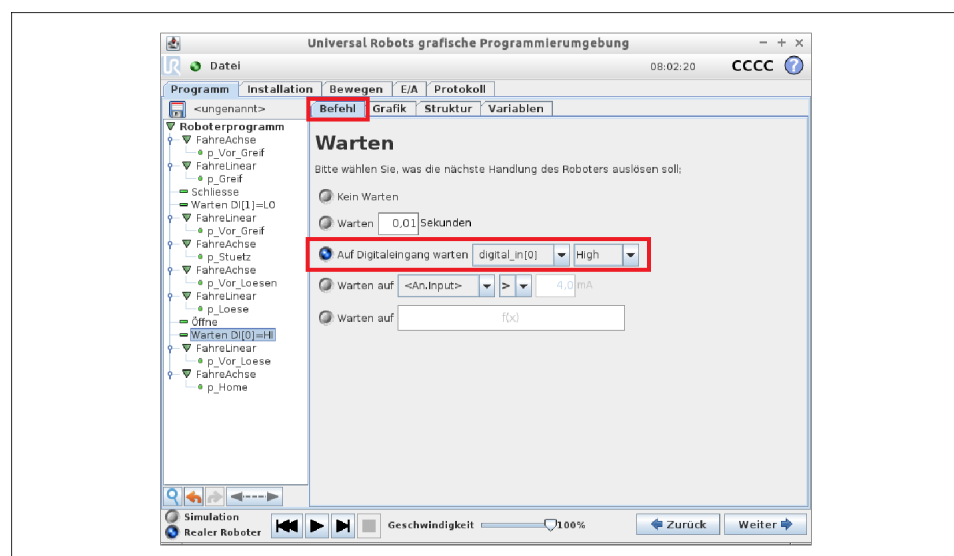 Universal Robots grafische Programmierumgebung
Datei
08:02:20
CCCC
?
Programm Installation Bewegen E/A Protokoll
<ungenannt>
Befehl Grafik Struktur Variablen
Roboterprogramm
FahreAchse
p_Vor_Greif
FahreLinear
p_Greif
Schliesse
Warten DI[1]=LO
FahreLinear
p_Vor_Greif
FahreAchse
p_Stuetz
FahreAchse
p_Vor_Loesen
FahreLinear
p_Loese
Öffne
Warten DI[0]=HI
FahreLinear
p_Vor_Loese
FahreAchse
p_Home
Warten
Bitte wählen Sie, was die nächste Handlung des Roboters auslösen soll:
Kein Warten
Warten 0,01 Sekunden
Auf Digitaleingang warten digital_in[0] High
Warten auf <An.Input> > 4,0 mA
Warten auf f(x)
Simulation
Realer Roboter
Geschwindigkeit 100%
Zurück
Weiter